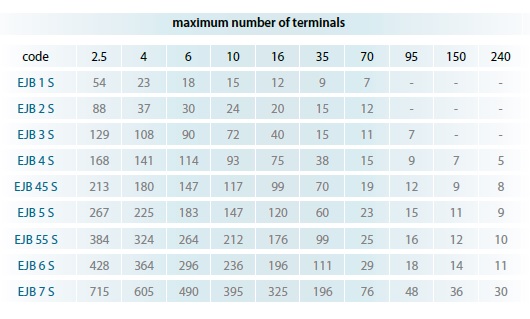 maximum number of terminals
code 2.5 4 6 10 16 35 70 95 150 240
EJB 1 S 54 23 18 15 12 9 7 - - -
EJB 2 S 88 37 30 24 20 15 12 - - -
EJB 3 S 129 108 90 72 40 15 11 7 - -
EJB 4 S 168 141 114 93 75 38 15 9 7 5
EJB 45 S 213 180 147 117 99 70 19 12 9 8
EJB 5 S 267 225 183 147 120 60 23 15 11 9
EJB 55 S 384 324 264 212 176 99 25 16 12 10
EJB 6 S 428 364 296 236 196 111 29 18 14 11
EJB 7 S 715 605 490 395 325 196 76 48 36 30